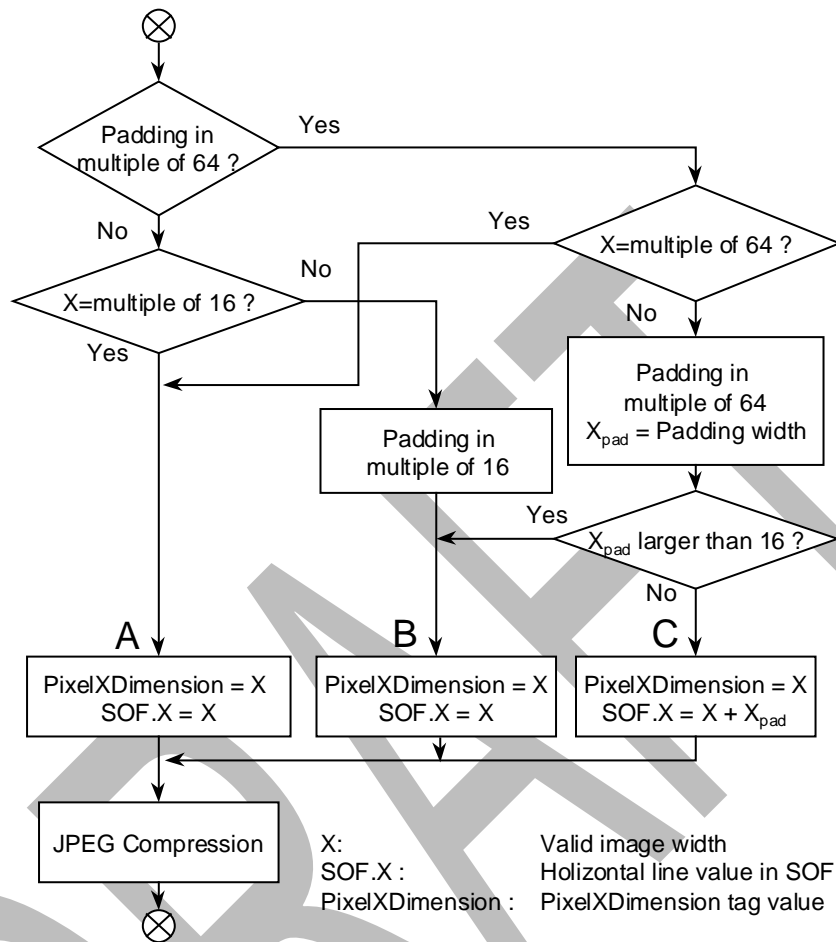 Padding in
multiple of 64 ?
Yes
No
X=multiple of 64 ?
Yes
No
X=multiple of 16 ?
No
Yes
Padding in
multiple of 64
Xpad = Padding width
Padding in
multiple of 16
Xpad larger than 16 ?
Yes
No
A
B
C
PixelXDimension = X
SOF.X = X
PixelXDimension = X
SOF.X = X
PixelXDimension = X
SOF.X = X + Xpad
JPEG Compression
X: Valid image width
SOF.X : Holizontal line value in SOF
PixelXDimension : PixelXDimension tag value
DRAFT